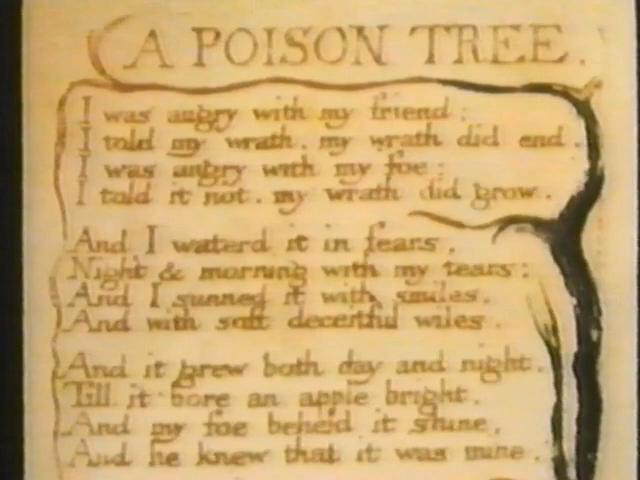 A POISON TREE.
I was angry with my friend:
I told my wrath, my wrath did end.
I was angry with my foe:
I told it not, my wrath did grow.
And I waterd it in fears,
Night & morning with my tears:
And I sunned it with smiles,
And with soft deceitful wiles.
And it grew both day and night.
Till it bore an apple bright.
And my foe beheld it shine,
And he knew that it was mine.